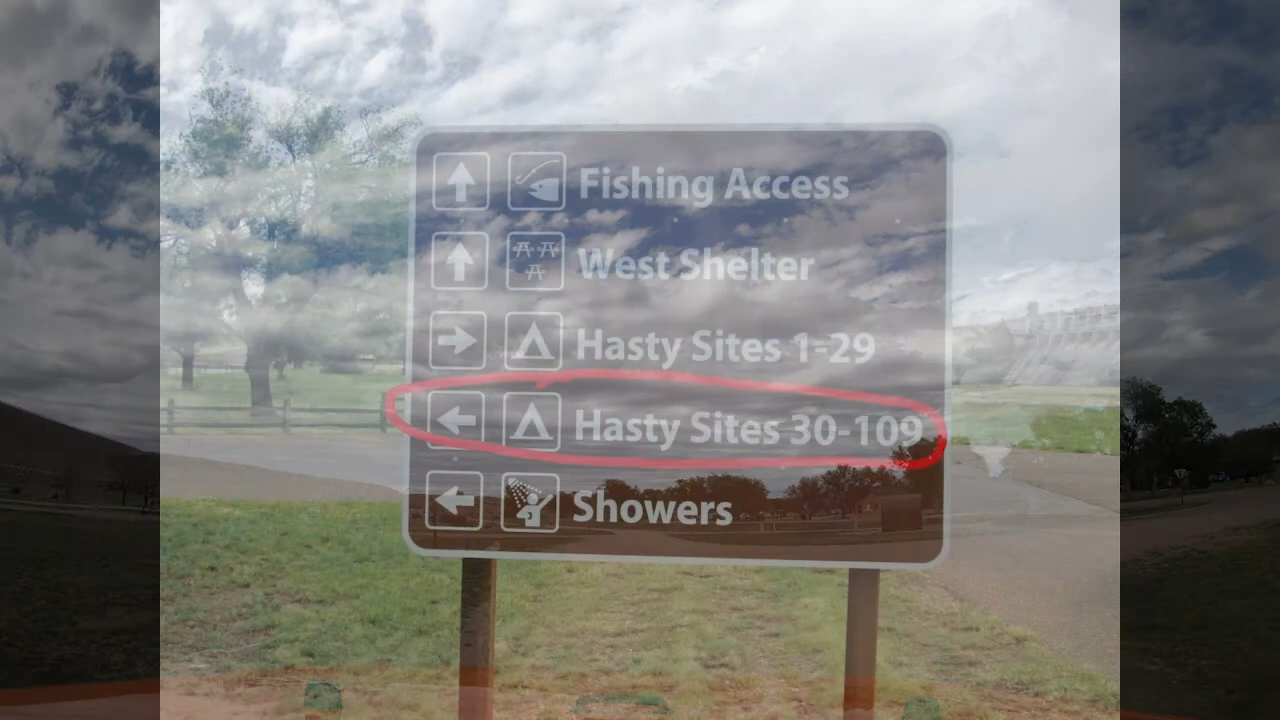 Fishing Access
West Shelter
Hasty Sites 1-29
Hasty Sites 30-109
Showers